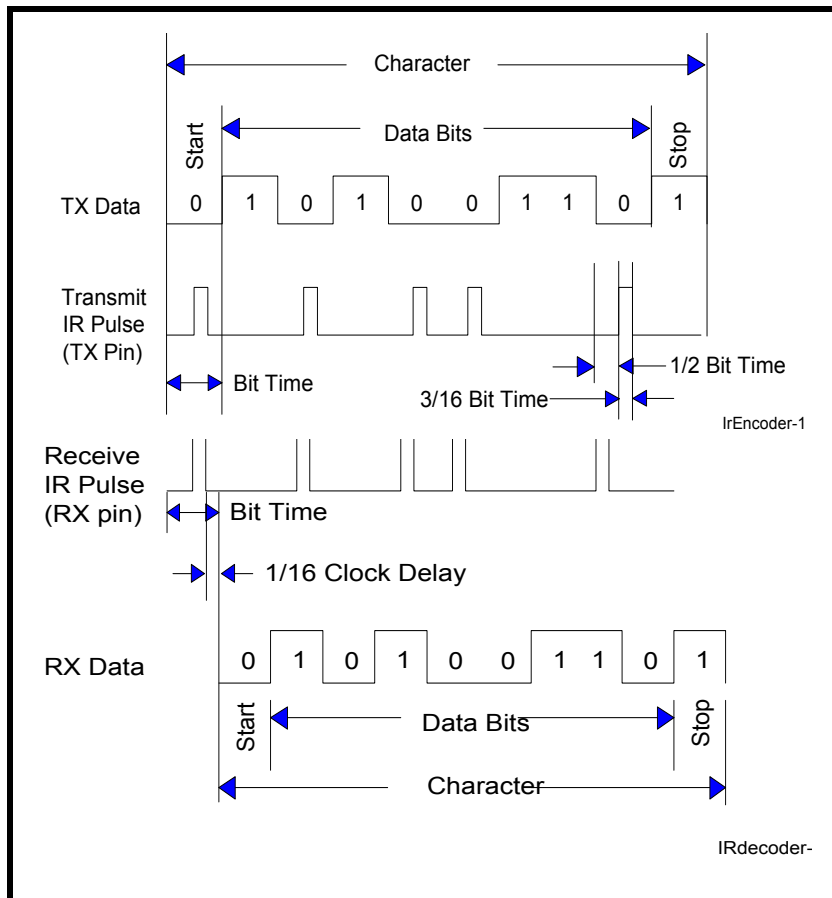 Character
Start
Data Bits
Stop
TX Data
0 1 0 1 0 0 1 1 0 1
Transmit
IR Pulse
(TX Pin)
Bit Time
1/2 Bit Time
3/16 Bit Time
IrEncoder-1
Receive
IR Pulse
(RX pin)
Bit Time
1/16 Clock Delay
RX Data
0 1 0 1 0 0 1 1 0 1
Start
Data Bits
Stop
Character
IRdecoder-